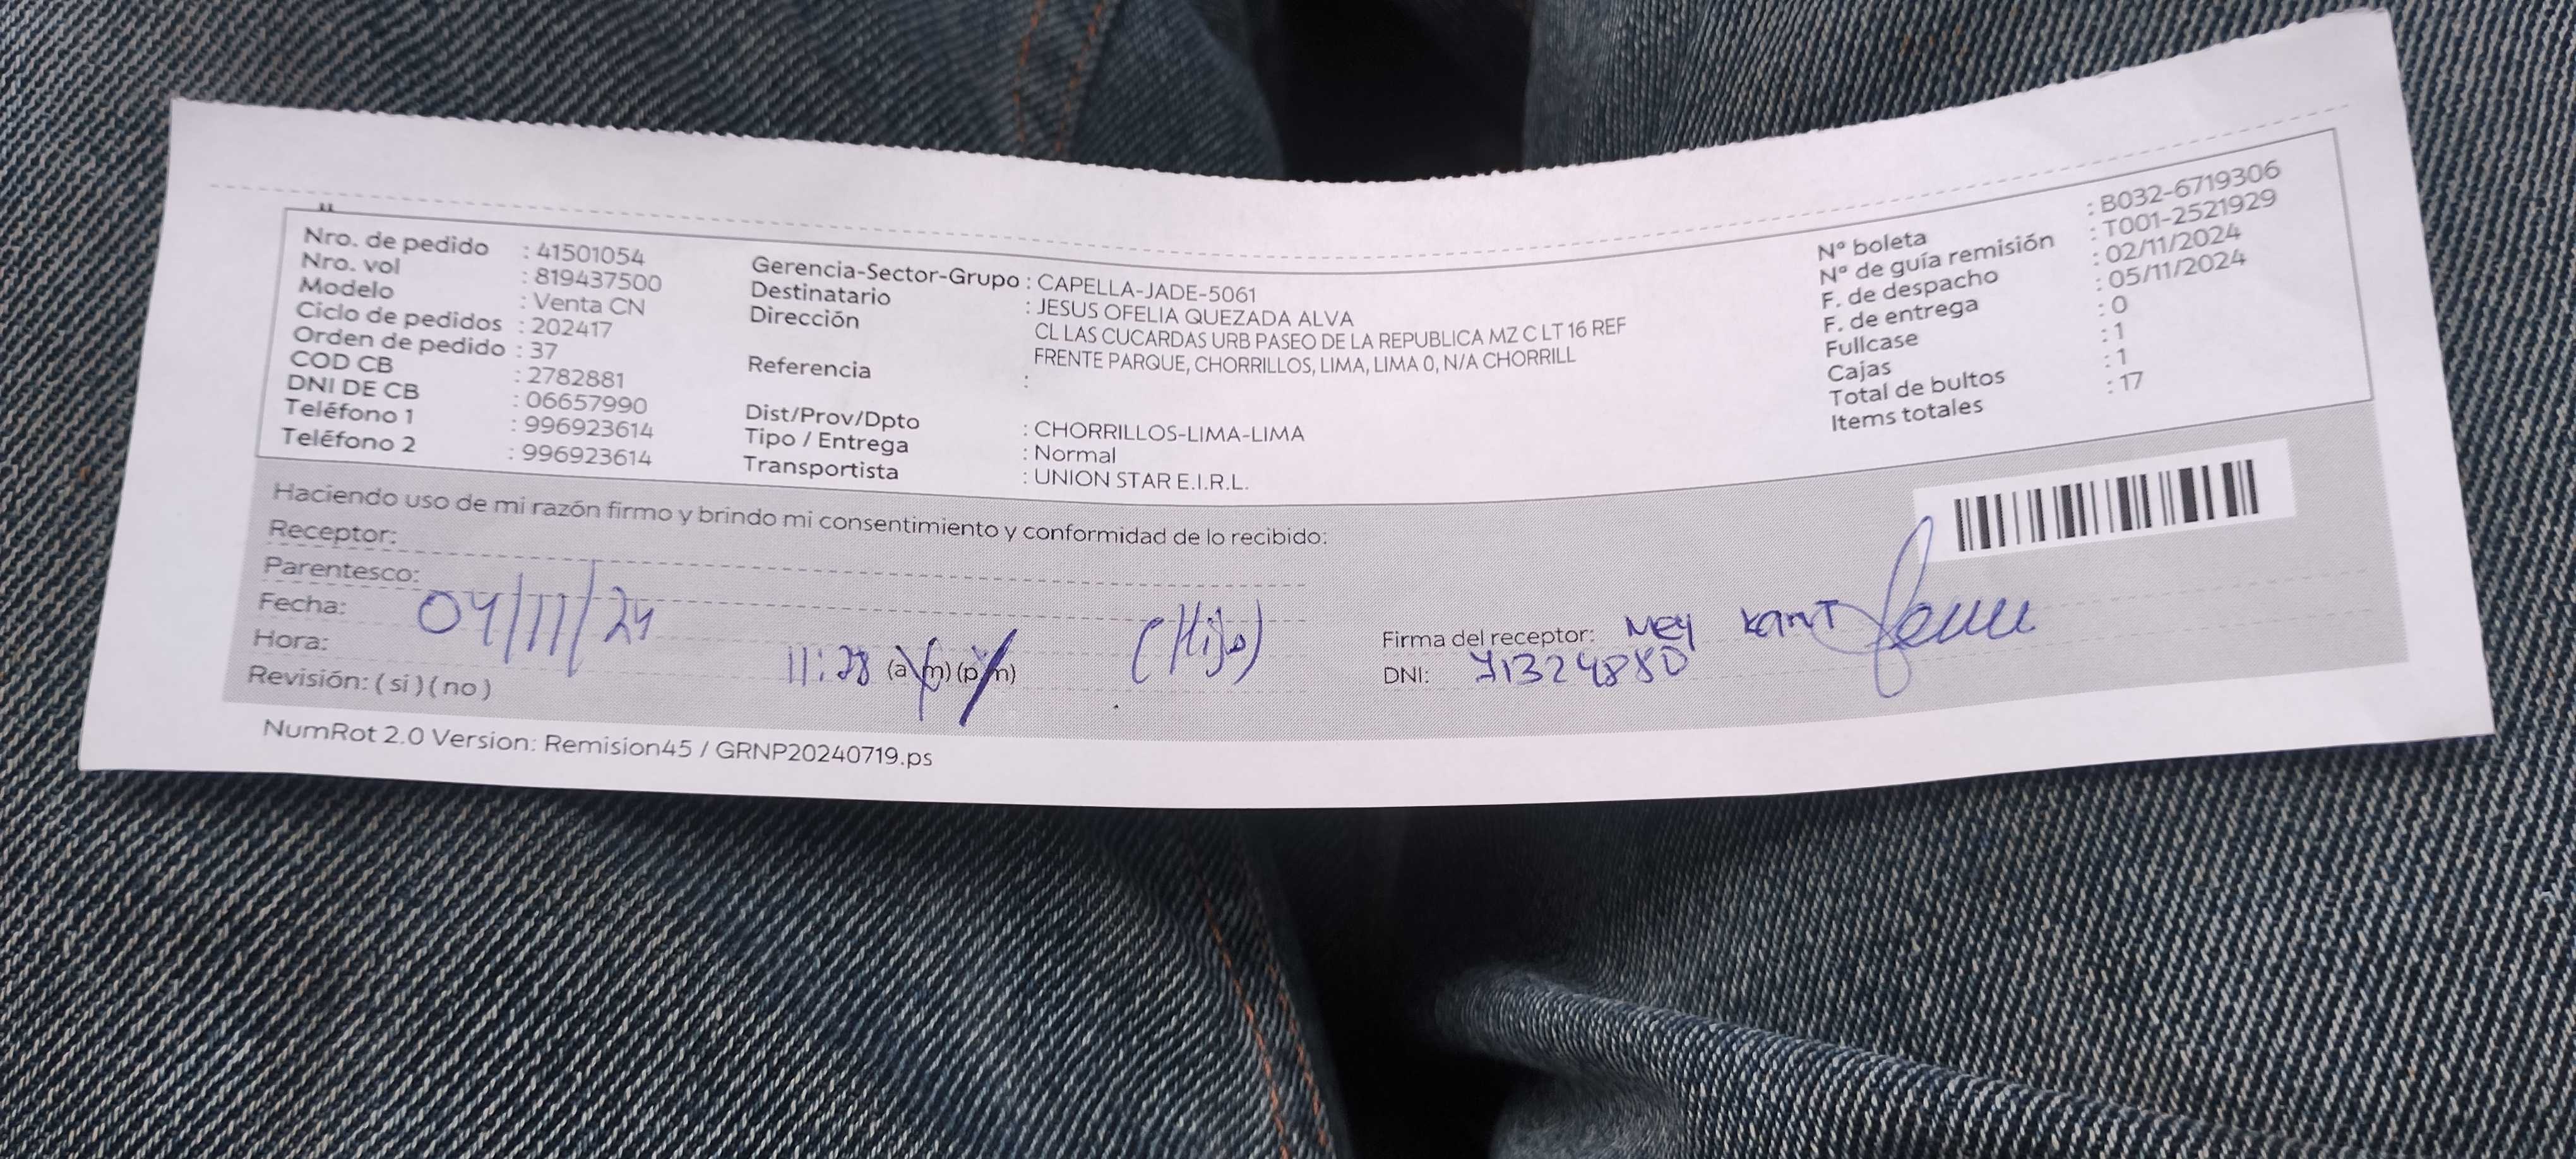 Nro. de pedido : 41501054
Nro. vol : 819437500
Modelo : Venta CN
Ciclo de pedidos : 202417
Orden de pedido : 37
COD CB : 2782881
DNI DE CB : 06657990
Teléfono 1 : 996923614
Teléfono 2 : 996923614
Gerencia-Sector-Grupo : CAPELLA-JADE-5061
Destinatario : JESUS OFELIA QUEZADA ALVA
Dirección CL LAS CUCARDAS URB PASEO DE LA REPUBLICA MZ C LT 16 REF
FRENTE PARQUE, CHORRILLOS, LIMA, LIMA 0, N/A CHORRILL
Referencia :
Dist/Prov/Dpto : CHORRILLOS-LIMA-LIMA
Tipo / Entrega : Normal
Transportista : UNION STAR E.I.R.L.
Nº boleta : B032-6719306
Nº de guía remisión : T001-2521929
F. de despacho : 02/11/2024
F. de entrega : 05/11/2024
Fullcase : 0
Cajas : 1
Total de bultos : 1
Items totales : 17
Haciendo uso de mi razón firmo y brindo mi consentimiento y conformidad de lo recibido:
Receptor:
Parentesco:
Fecha: 04/11/24
Hora: 11:28 (a m) (p m) (Hijo)
Revisión: ( si ) ( no )
Firma del receptor: MEY KANT
DNI: 71324880
NumRot 2.0 Version: Remision45 / GRNP20240719.ps